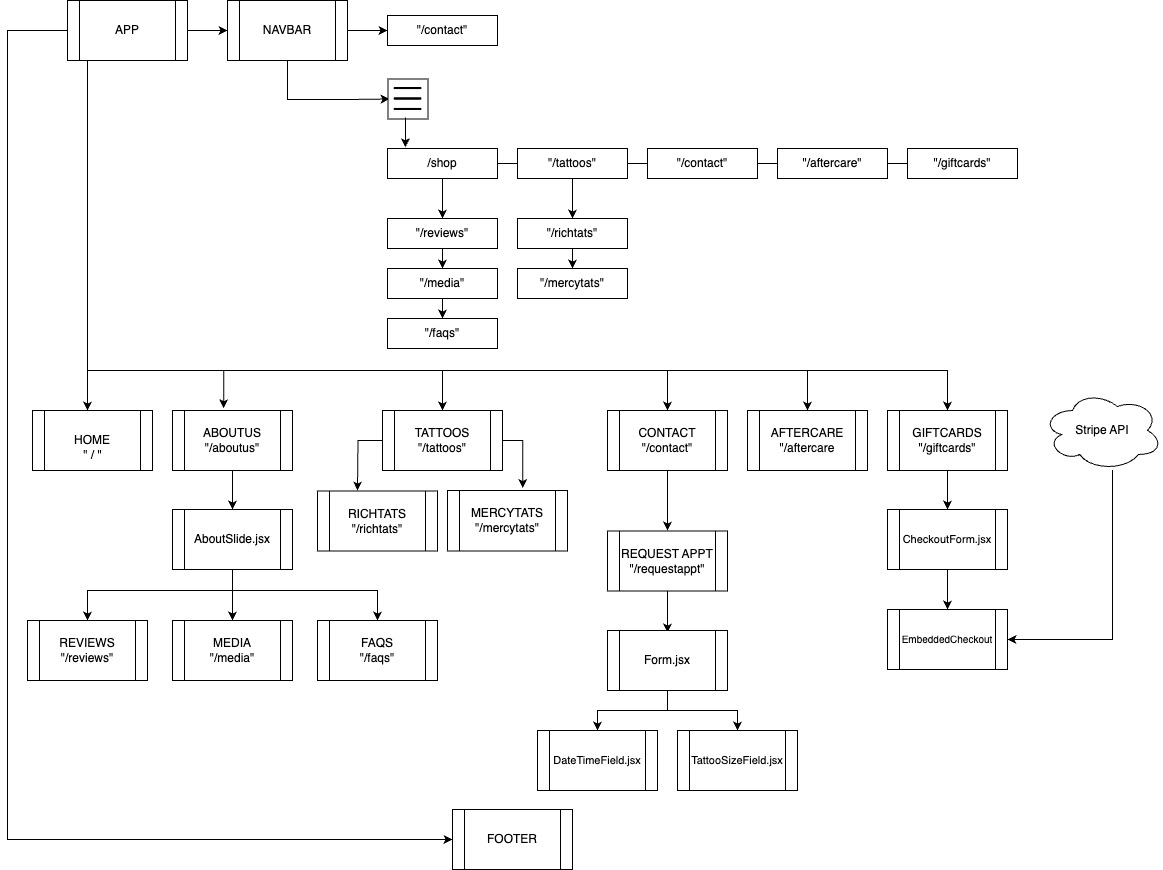 APP
NAVBAR
"/contact"
/shop
"/tattoos"
"/contact"
"/aftercare"
"/giftcards"
"/reviews"
"/richtats"
"/media"
"/mercytats"
"/faqs"
HOME
" / "
ABOUTUS
"/aboutus"
TATTOOS
"/tattoos"
CONTACT
"/contact"
AFTERCARE
"/aftercare
GIFTCARDS
"/giftcards"
Stripe API
RICHTATS
"/richtats"
MERCYTATS
"/mercytats"
AboutSlide.jsx
REQUEST APPT
"/requestappt"
CheckoutForm.jsx
REVIEWS
"/reviews"
MEDIA
"/media"
FAQS
"/faqs"
Form.jsx
EmbeddedCheckout
DateTimeField.jsx
TattooSizeField.jsx
FOOTER